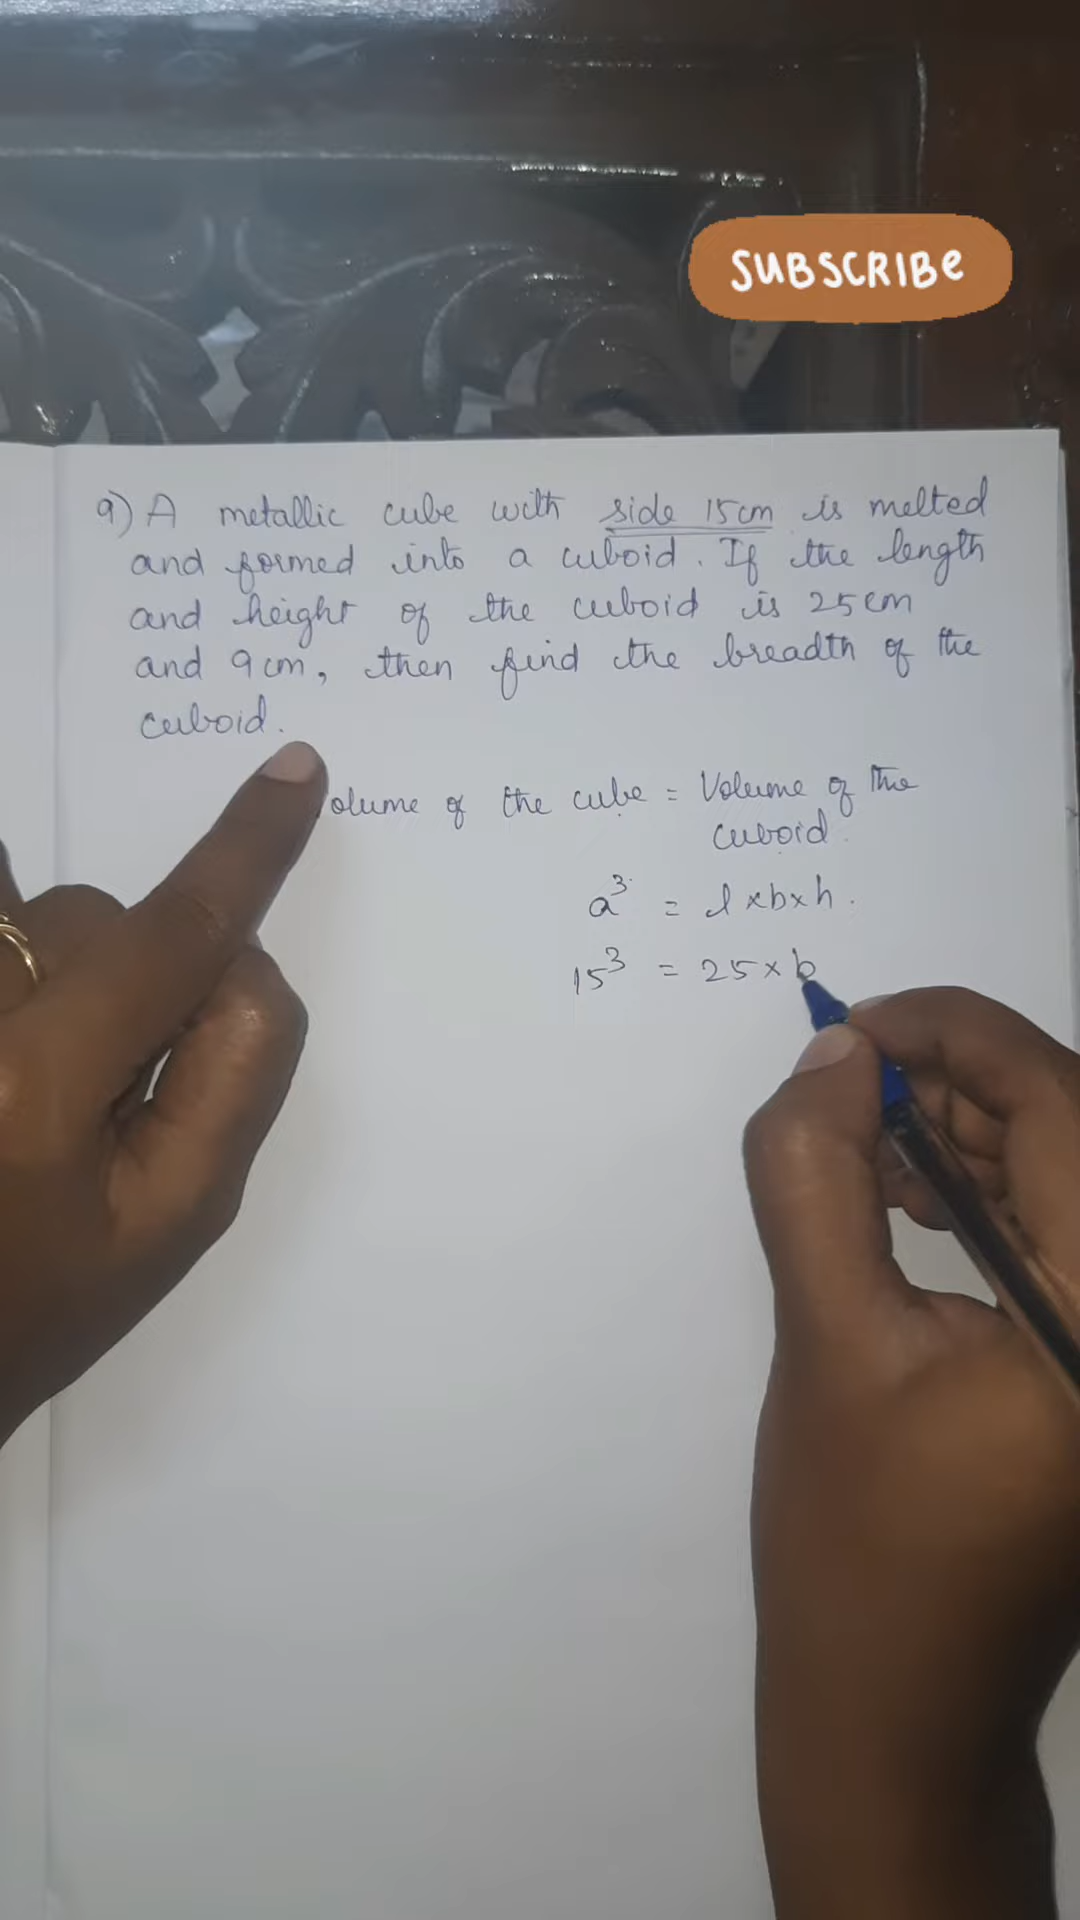 SUBSCRIBe
9) A metallic cube with side 15cm is melted
and formed into a cuboid. If the length
and height of the cuboid is 25cm
and 9cm, then find the breadth of the
cuboid.
olume of the cube = Volume of the
cuboid.
a³ = l×b×h.
15³ = 25×b